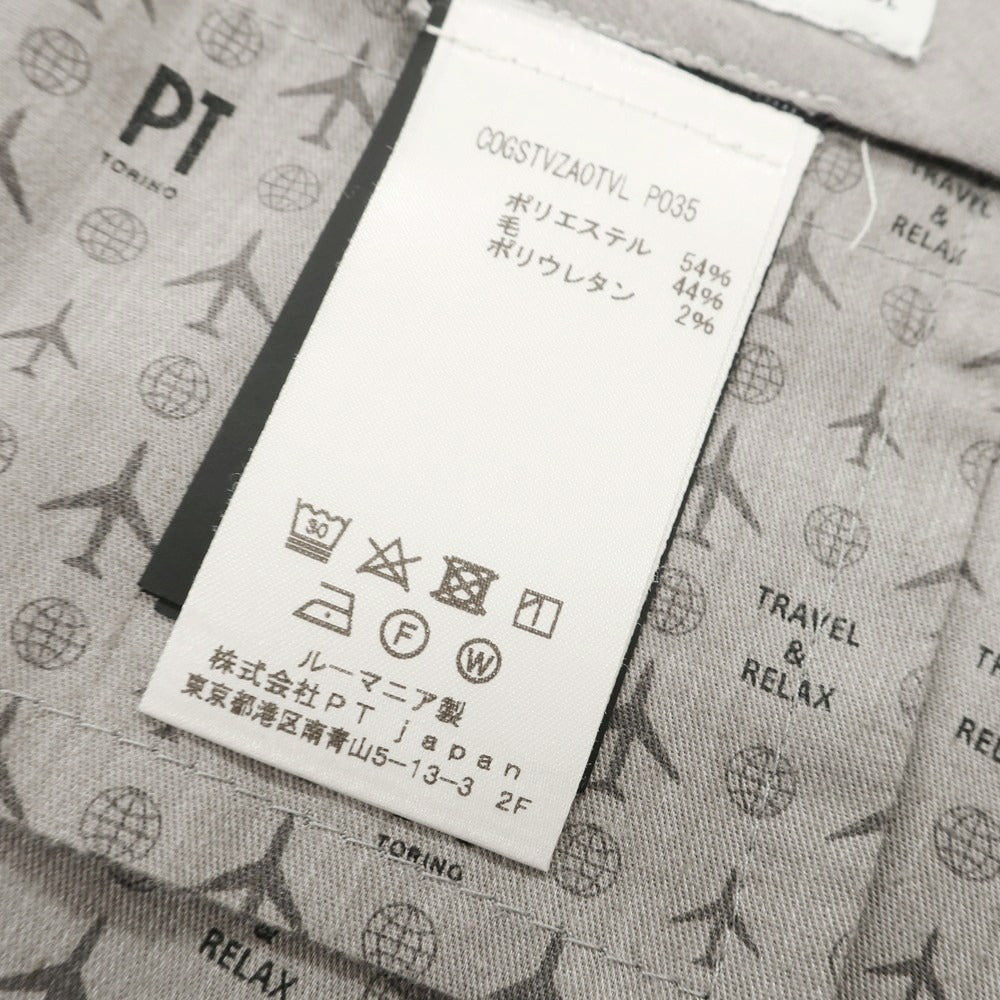 PT
TORINO
COGSTVZA0TVL P035
ポリエステル 54%
毛 44%
ポリウレタン 2%
30
F
W
ルーマニア製
株式会社PT japan
東京都港区南青山5-13-3 2F
TRAVEL
&
RELAX
TRAVEL
&
RELAX
TORINO
&
RELAX